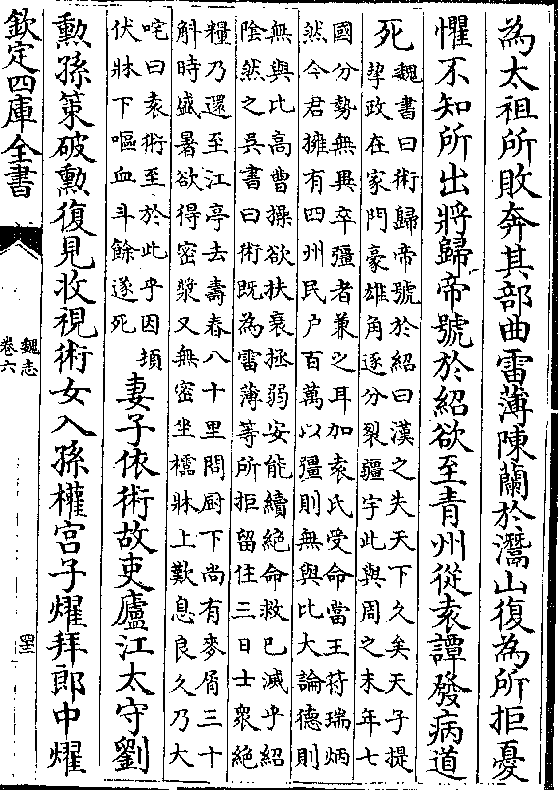 為太祖所敗奔其部曲雷薄陳蘭於灊山復為所拒憂
懼不知所出將歸帝號於紹欲至青州從袁譚發病道
死
魏書曰術歸帝號於紹曰漢之失天下久矣天子提
挈政在家門豪雄角逐分裂疆宇此與周之末年七
國分勢無異卒彊者兼之耳加袁氏受命當王符瑞炳
然今君擁有四州民户百萬以彊則無與比大論德則
無與比高曹操欲扶衰拯弱安能續絶命救已滅乎紹
陰然之吳書曰術既為雷薄等所拒留住三日士衆絶
糧乃還至江亭去壽春八十里問厨下尚有麥屑三十
斛時盛暑欲得密漿又無密坐櫺牀上歎息良久乃大
咤曰袁術至於此乎因頓
伏牀下嘔血斗餘遂死
妻子依術故吏廬江太守劉
勲孫策破勲復見收視術女入孫權宫子燿拜郎中燿
欽定四庫全書
魏志
卷六